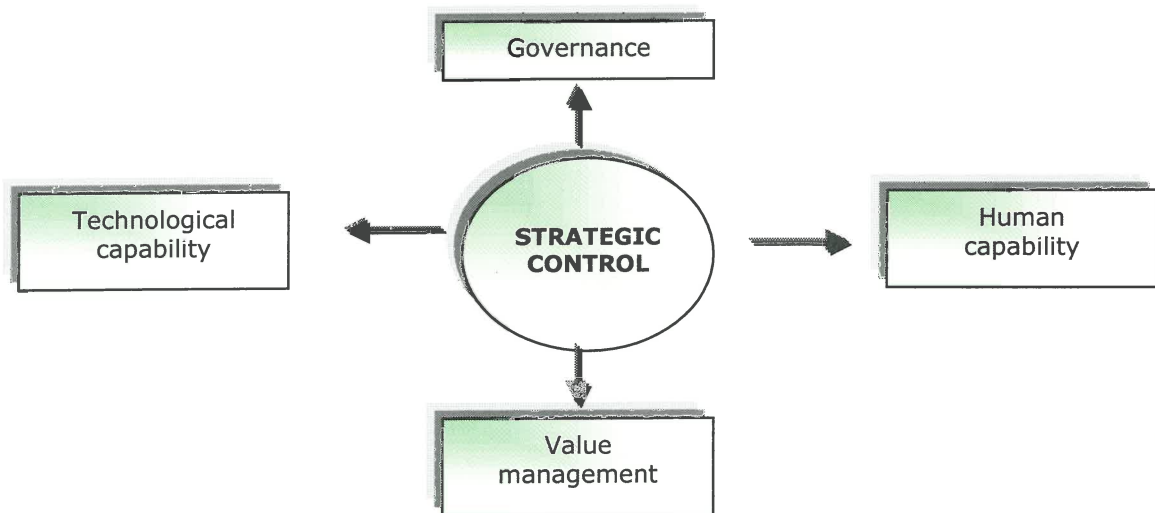 Governance
Technological
capability
STRATEGIC
CONTROL
Human
capability
Value
management